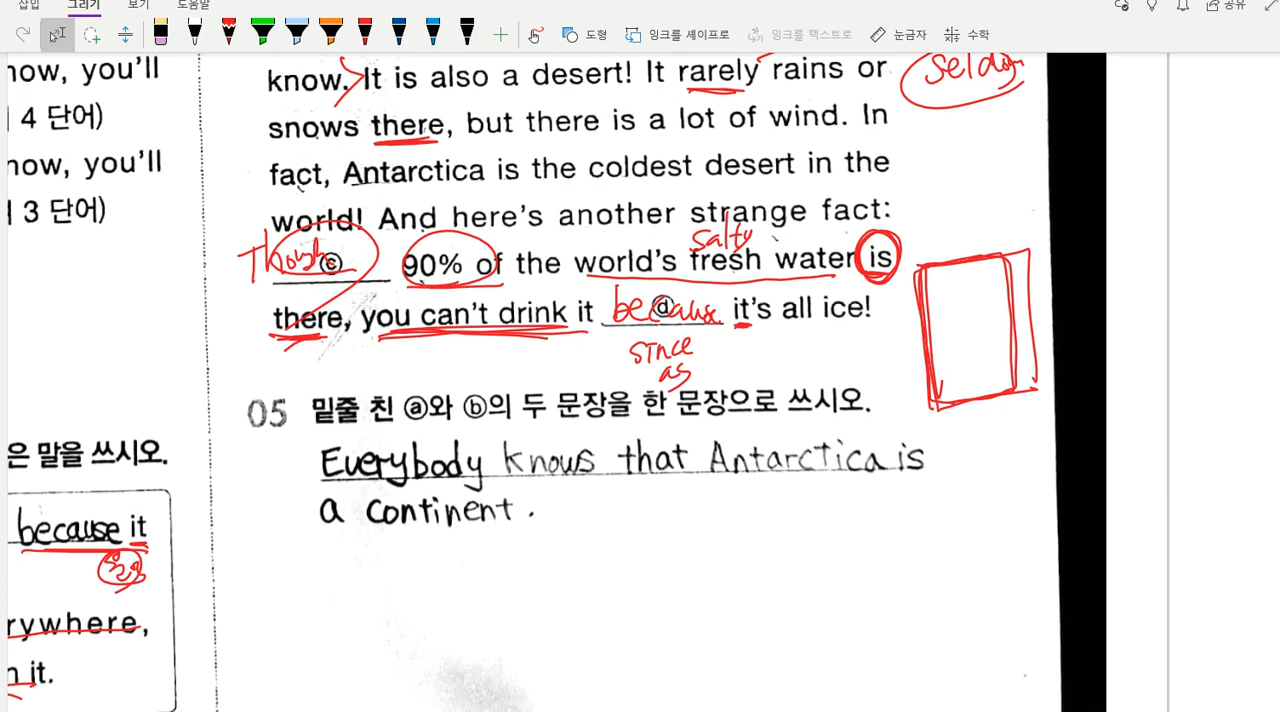 삽입 그리기 보기 도움말 공유
도형 잉크를 셰이프로 잉크를 텍스트로 눈금자 수학
now, you'll
4 단어)
now, you'll
3 단어)
은 말을 쓰시오.
because it
rywhere,
n it.
know. It is also a desert! It rarely rains or
seldom
snows there, but there is a lot of wind. In
fact, Antarctica is the coldest desert in the
world! And here's another strange fact:
salty
Though ⓒ 90% of the world's fresh water is
there, you can't drink it ⓓ because it's all ice!
since
as
05 밑줄 친 ⓐ와 ⓑ의 두 문장을 한 문장으로 쓰시오.
Everybody knows that Antarctica is
a continent.